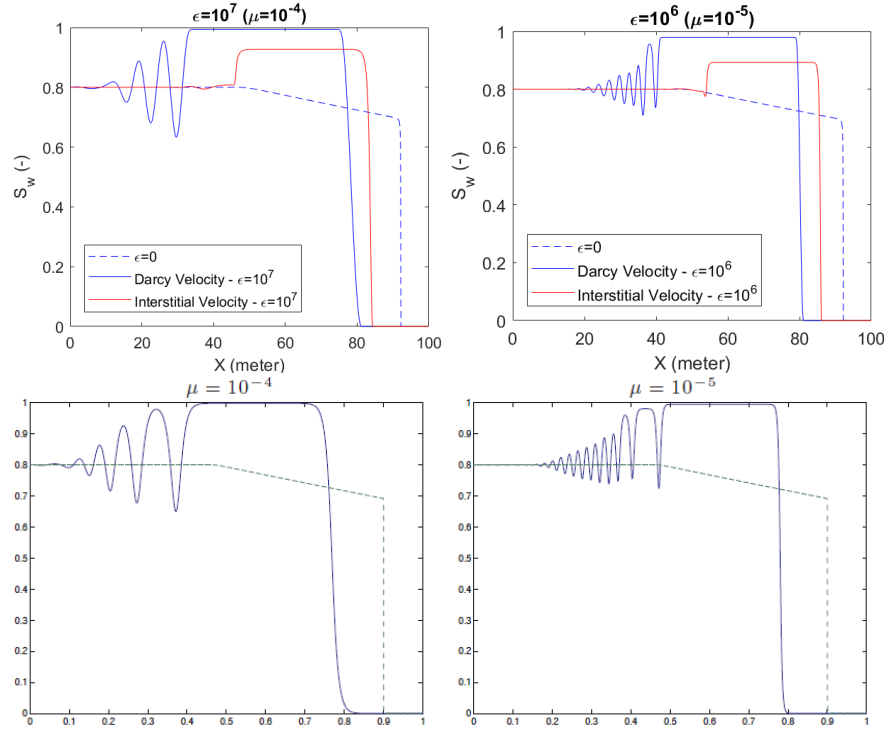 ϵ=10⁷ (μ=10⁻⁴)
1
0.8
0.6
0.4
0.2
0
S_w (-)
ϵ=0
Darcy Velocity - ϵ=10⁷
Interstitial Velocity - ϵ=10⁷
0 20 40 60 80 100
X (meter)
ϵ=10⁶ (μ=10⁻⁵)
1
0.8
0.6
0.4
0.2
0
S_w (-)
ϵ=0
Darcy Velocity - ϵ=10⁶
Interstitial Velocity - ϵ=10⁶
0 20 40 60 80 100
X (meter)
μ = 10⁻⁴
1
0.9
0.8
0.7
0.6
0.5
0.4
0.3
0.2
0.1
0
0 0.1 0.2 0.3 0.4 0.5 0.6 0.7 0.8 0.9 1
μ = 10⁻⁵
1
0.9
0.8
0.7
0.6
0.5
0.4
0.3
0.2
0.1
0
0 0.1 0.2 0.3 0.4 0.5 0.6 0.7 0.8 0.9 1